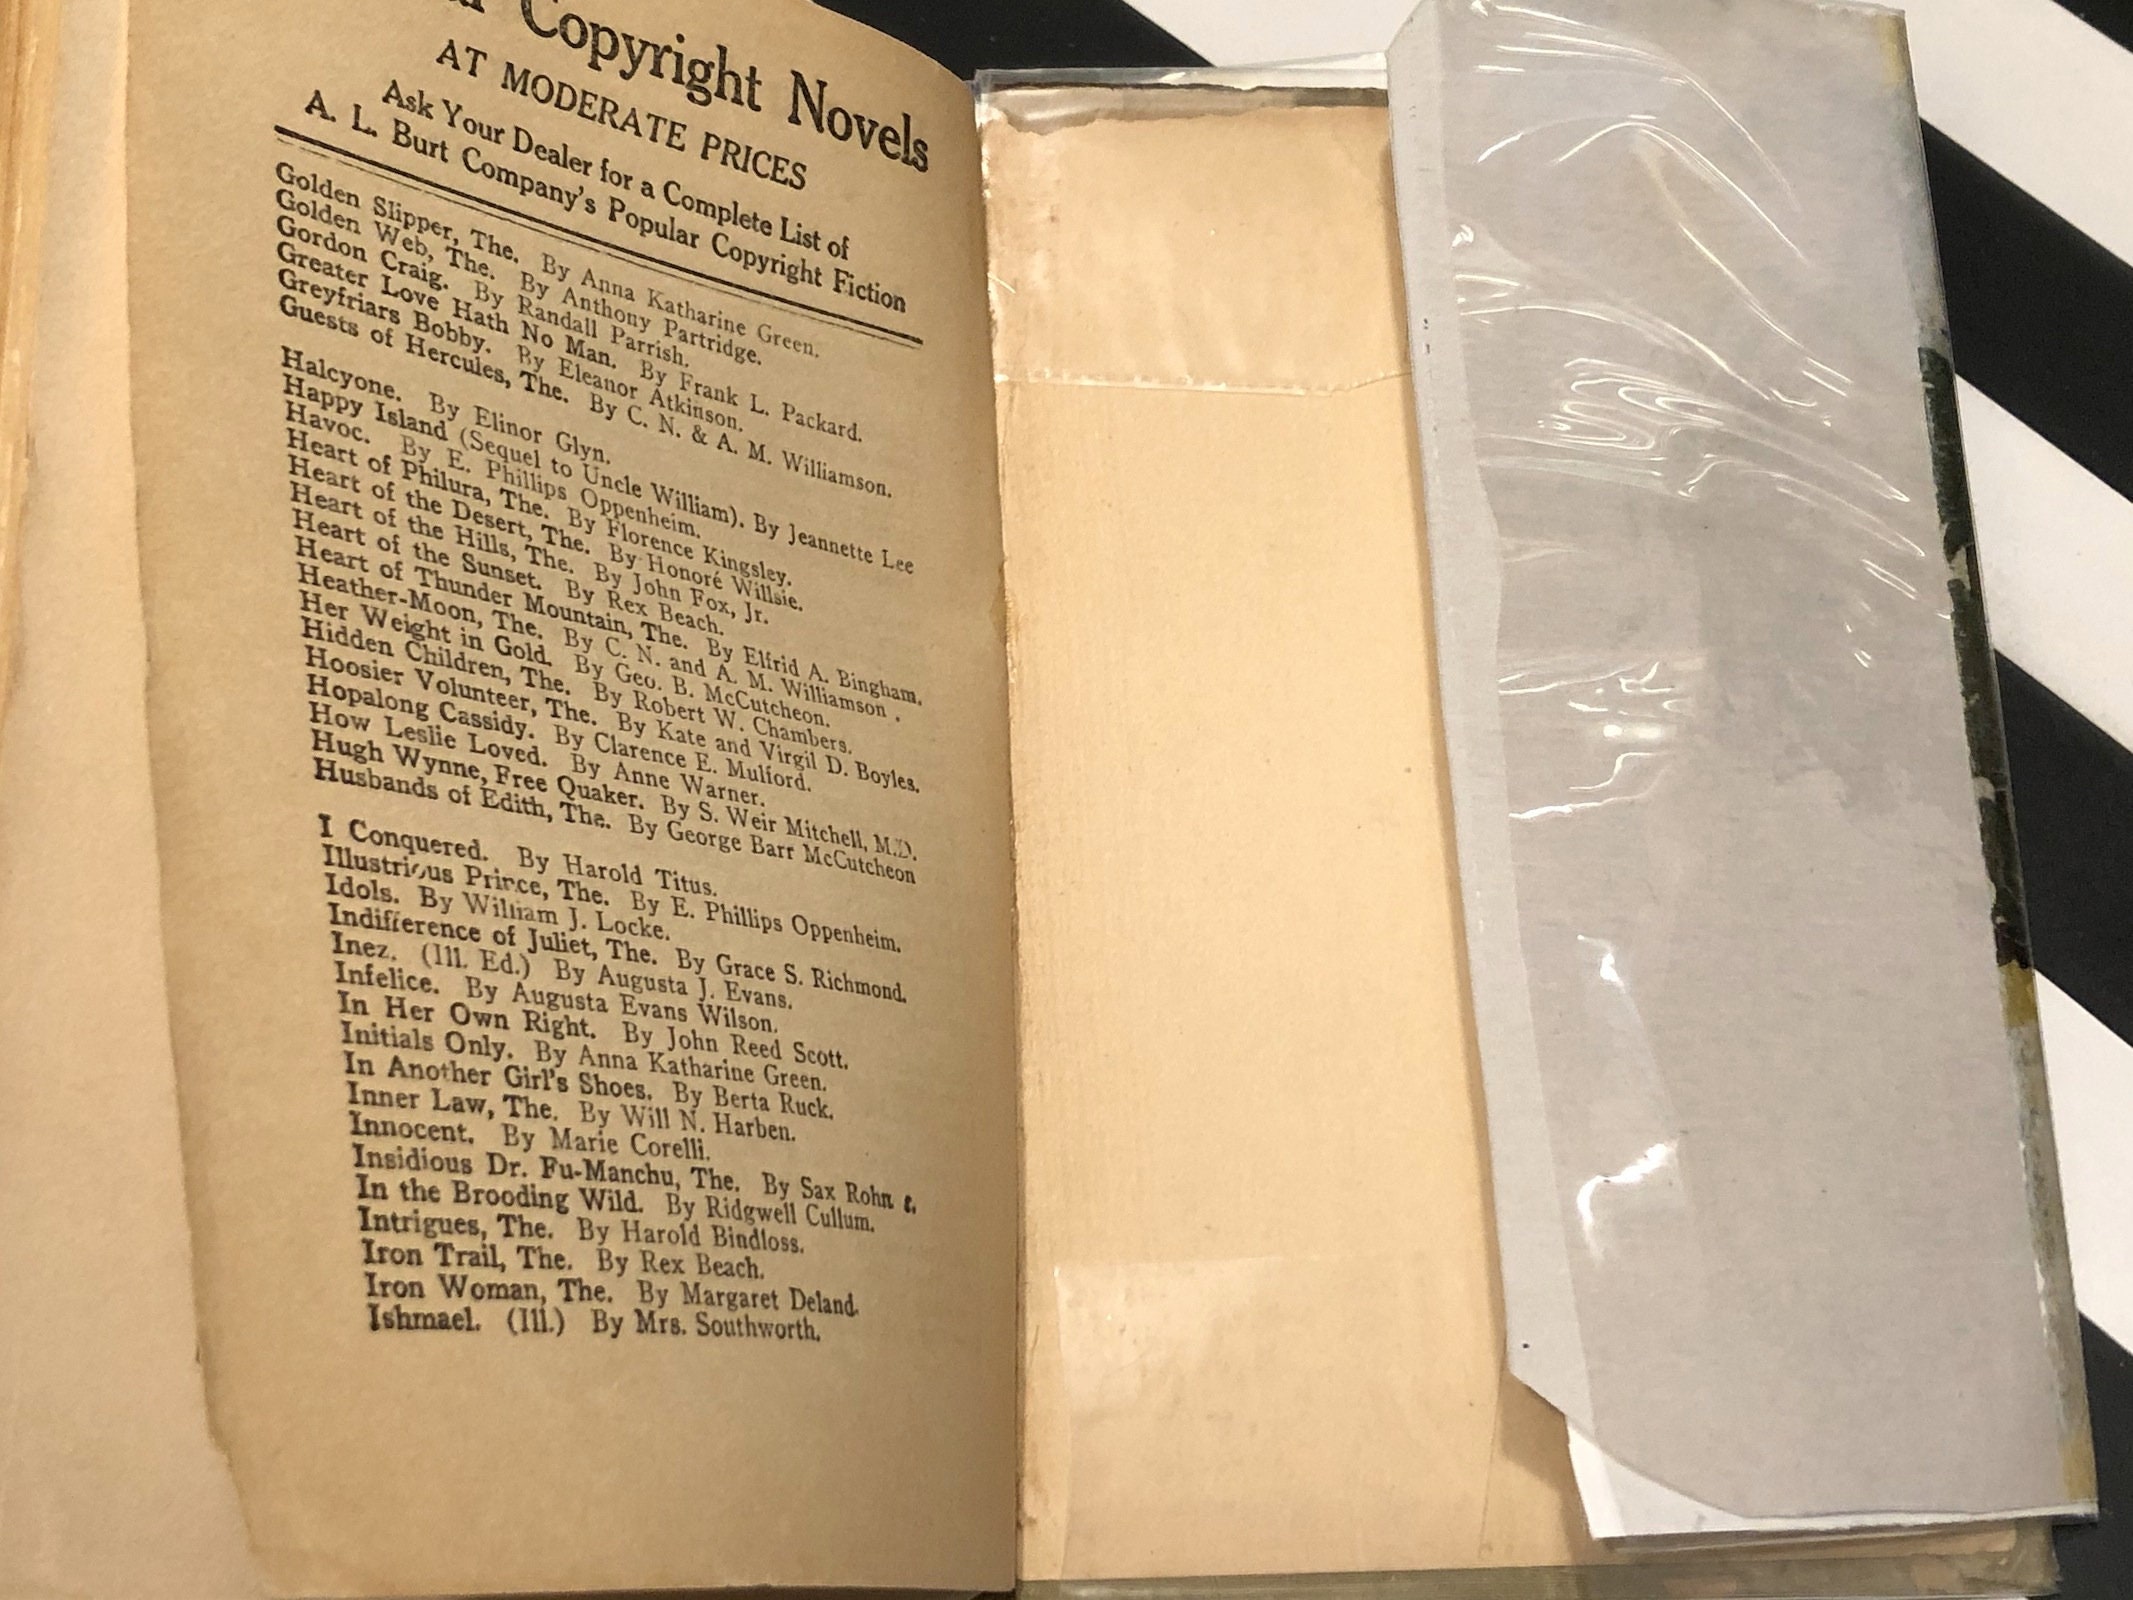 Copyright Novels
AT MODERATE PRICES
Ask Your Dealer for a Complete List of
A. L. Burt Company's Popular Copyright Fiction
Golden Slipper, The. By Anna Katharine Green.
Golden Web, The. By Anthony Partridge.
Gordon Craig. By Randall Parrish.
Greater Love Hath No Man. By Frank L. Packard.
Greyfriars Bobby. By Eleanor Atkinson.
Guests of Hercules, The. By C. N. & A. M. Williamson.
Halcyone. By Elinor Glyn.
Happy Island (Sequel to Uncle William). By Jeannette Lee
Havoc. By E. Phillips Oppenheim.
Heart of Philura, The. By Florence Kingsley.
Heart of the Desert, The. By Honoré Willsie.
Heart of the Hills, The. By John Fox, Jr.
Heart of the Sunset. By Rex Beach.
Heart of Thunder Mountain, The. By Elfrid A. Bingham.
Heather-Moon, The. By C. N. and A. M. Williamson.
Her Weight in Gold. By Geo. B. McCutcheon.
Hidden Children, The. By Robert W. Chambers.
Hoosier Volunteer, The. By Kate and Virgil D. Boyles.
Hopalong Cassidy. By Clarence E. Mulford.
How Leslie Loved. By Anne Warner.
Hugh Wynne, Free Quaker. By S. Weir Mitchell, M.D.
Husbands of Edith, The. By George Barr McCutcheon
I Conquered. By Harold Titus.
Illustrious Prince, The. By E. Phillips Oppenheim.
Idols. By William J. Locke.
Indifference of Juliet, The. By Grace S. Richmond.
Inez. (Ill. Ed.) By Augusta J. Evans.
Infelice. By Augusta Evans Wilson.
In Her Own Right. By John Reed Scott.
Initials Only. By Anna Katharine Green.
In Another Girl's Shoes. By Berta Ruck.
Inner Law, The. By Will N. Harben.
Innocent. By Marie Corelli.
Insidious Dr. Fu-Manchu, The. By Sax
In the Brooding Wild. By Ridgwell Cullum.
Intrigues, The. By Harold Bindloss.
Iron Trail, The. By Rex Beach.
Iron Woman, The. By Margaret Deland.
Ishmael. (Ill.) By Mrs. Southworth.